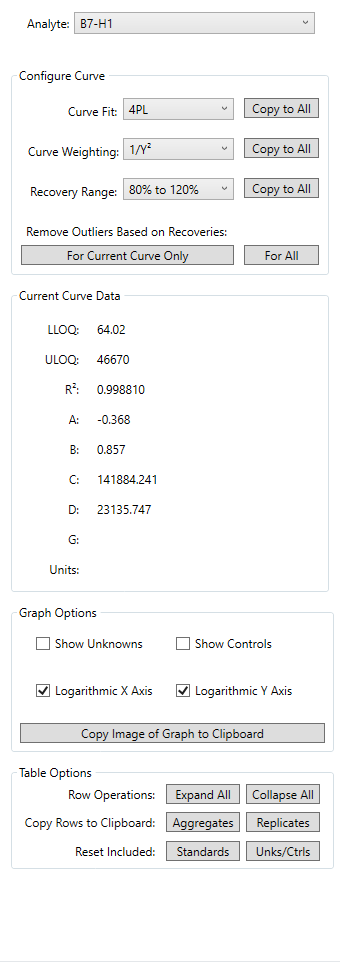 Analyte: B7-H1
Configure Curve
Curve Fit: 4PL Copy to All
Curve Weighting: 1/Y² Copy to All
Recovery Range: 80% to 120% Copy to All
Remove Outliers Based on Recoveries:
For Current Curve Only For All
Current Curve Data
LLOQ: 64.02
ULOQ: 46670
R²: 0.998810
A: -0.368
B: 0.857
C: 141884.241
D: 23135.747
G:
Units:
Graph Options
Show Unknowns Show Controls
Logarithmic X Axis Logarithmic Y Axis
Copy Image of Graph to Clipboard
Table Options
Row Operations: Expand All Collapse All
Copy Rows to Clipboard: Aggregates Replicates
Reset Included: Standards Unks/Ctrls